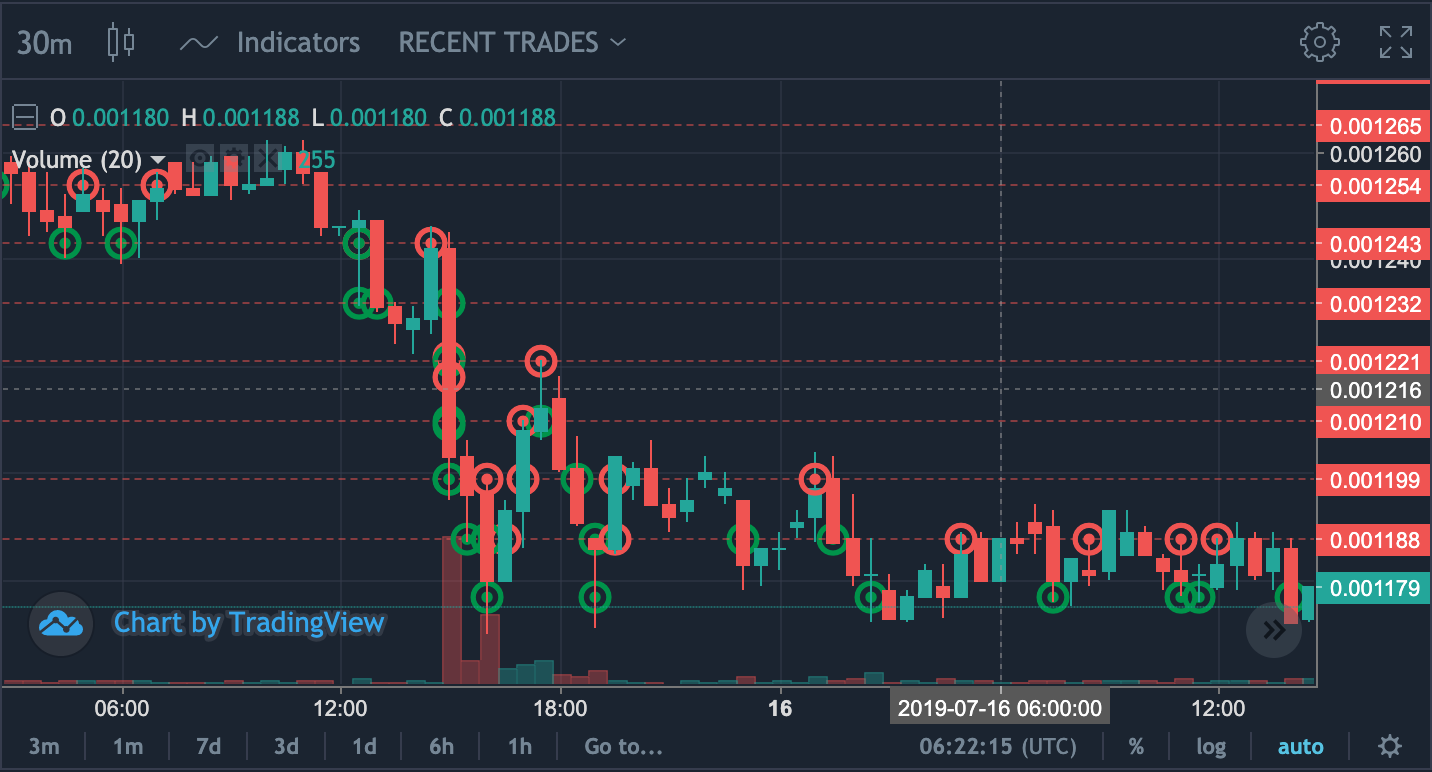 30m Indicators RECENT TRADES
O 0.001180 H 0.001188 L 0.001180 C 0.001188
0.001265
Volume (20) 255
0.001260
0.001254
0.001243
0.001240
0.001232
0.001221
0.001216
0.001210
0.001199
0.001188
0.001179
Chart by TradingView
06:00 12:00 18:00 16 2019-07-16 06:00:00 12:00
3m 1m 7d 3d 1d 6h 1h Go to... 06:22:15 (UTC) % log auto